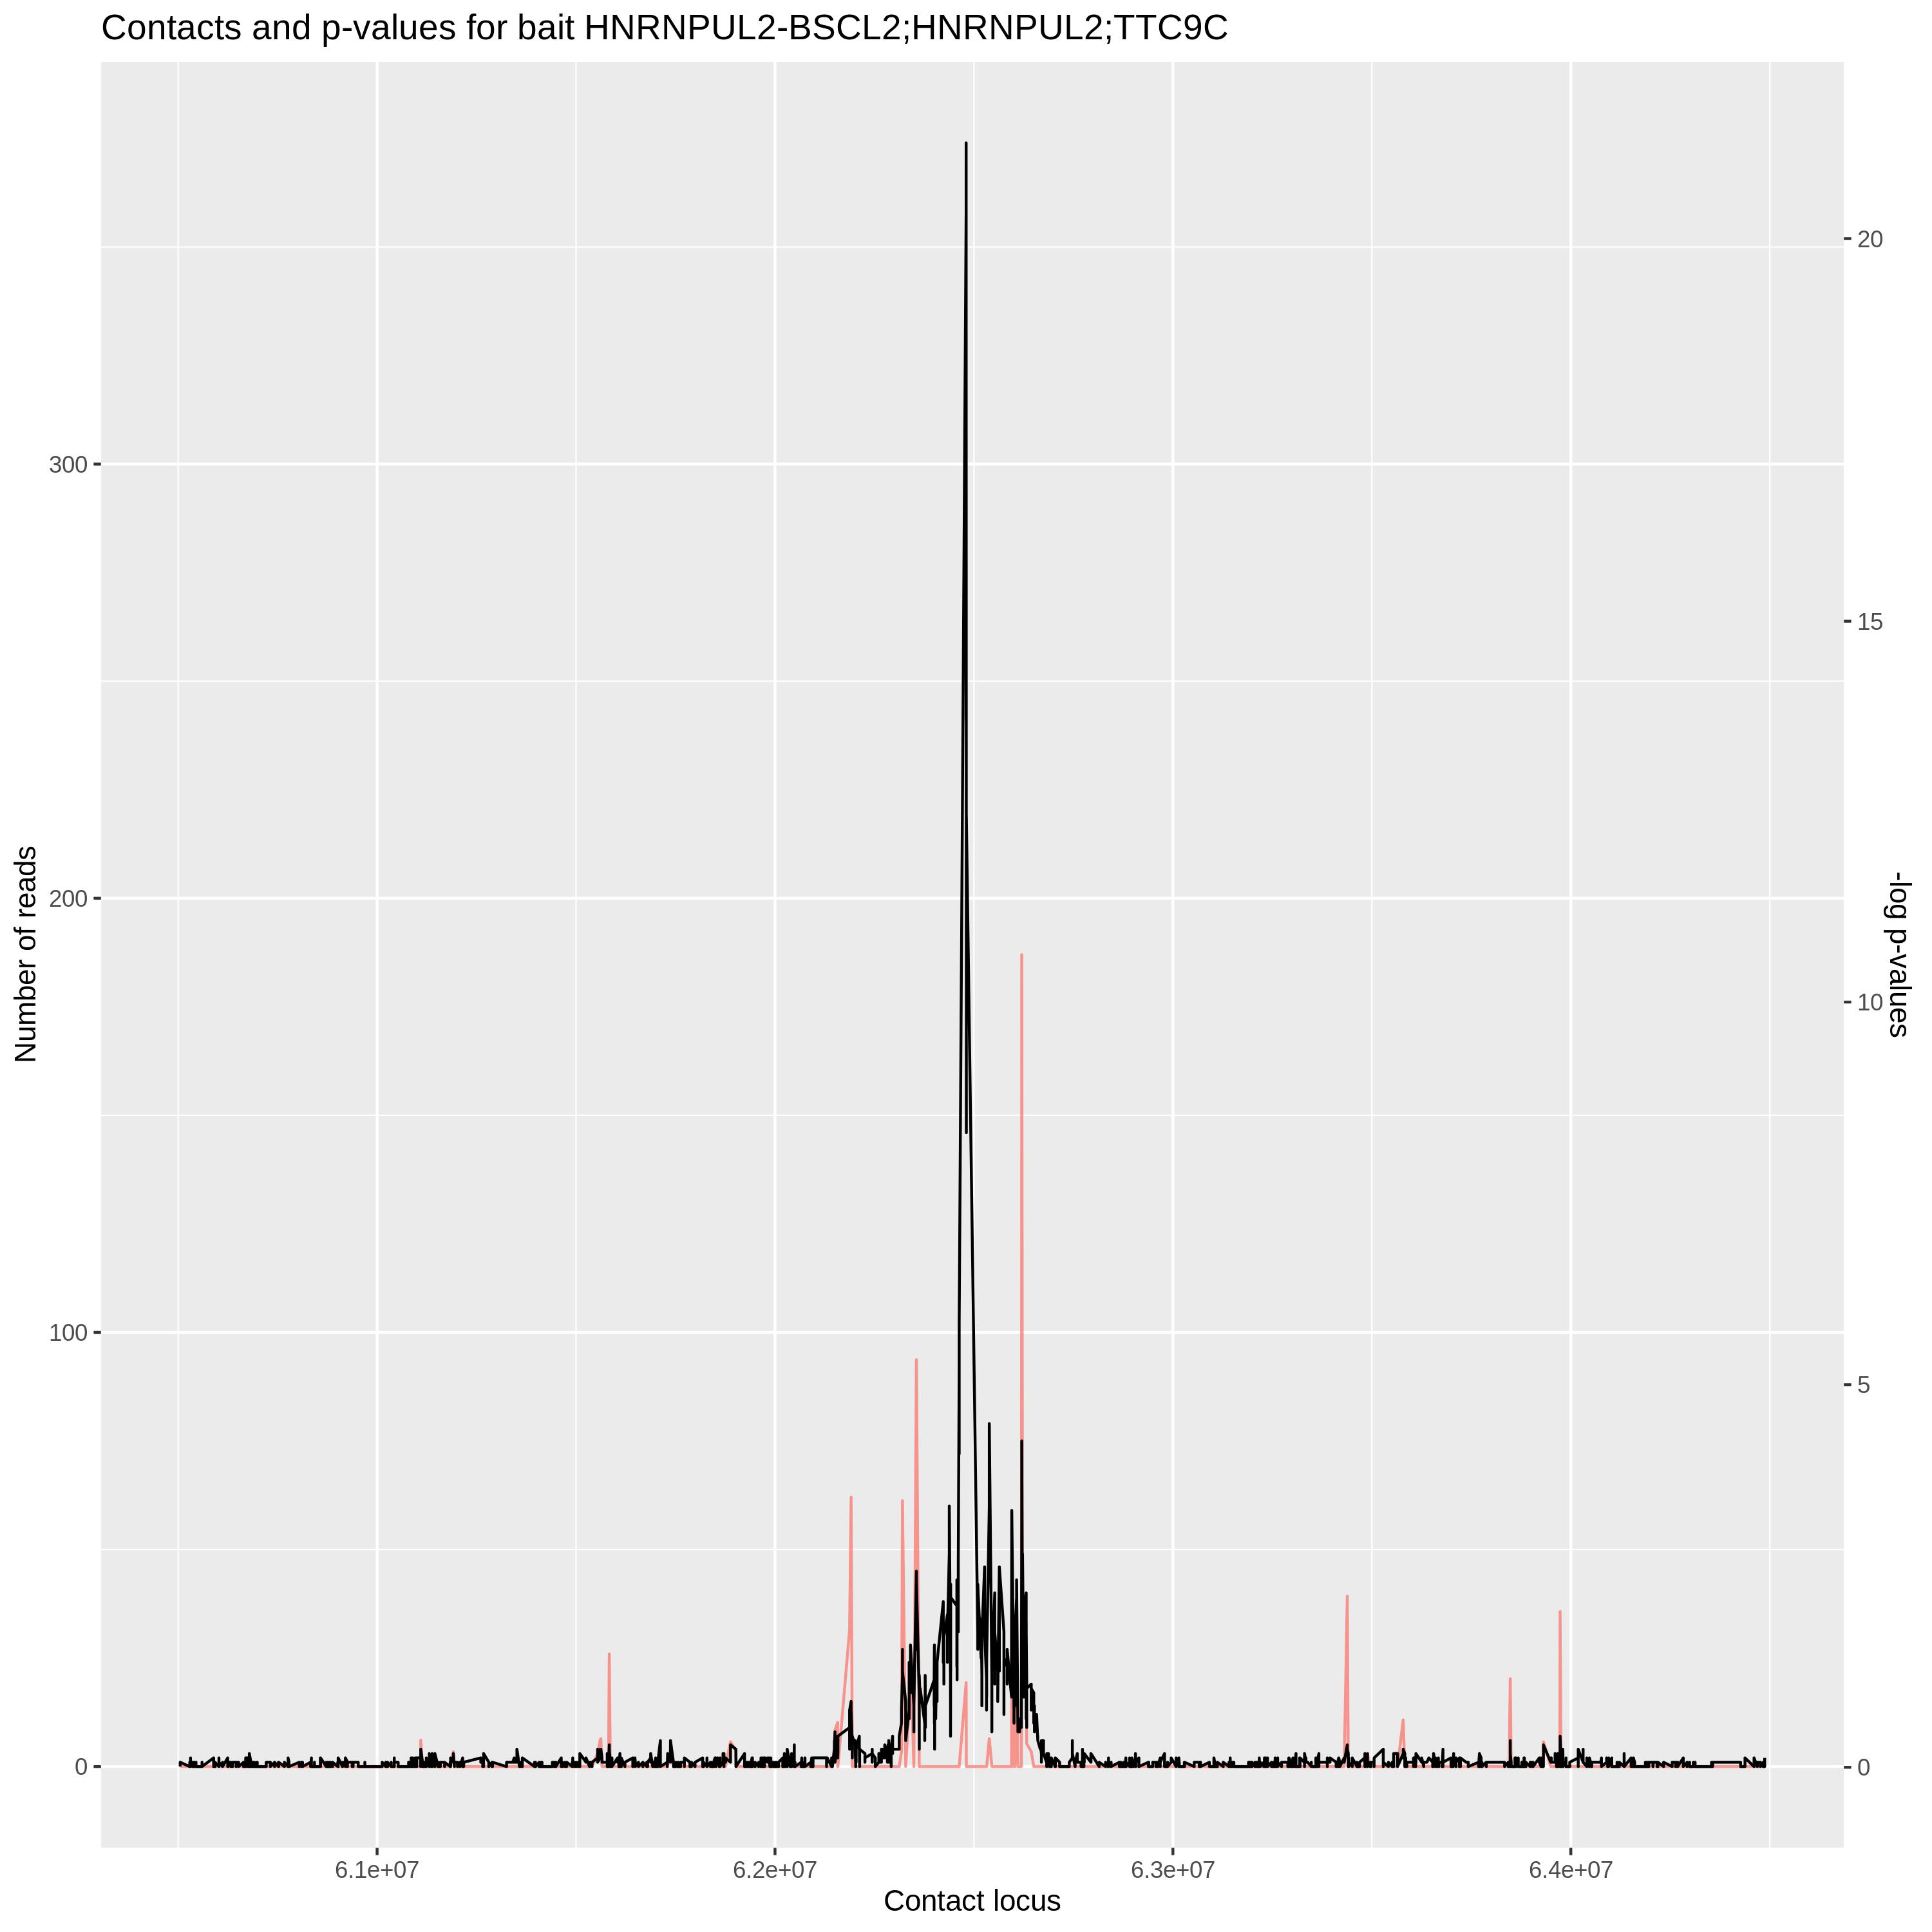 Contacts and p-values for bait HNRNPUL2-BSCL2;HNRNPUL2;TTC9C
Number of reads
300
200
100
0
20
15
10
5
0
-log p-values
6.1e+07 6.2e+07 6.3e+07 6.4e+07
Contact locus